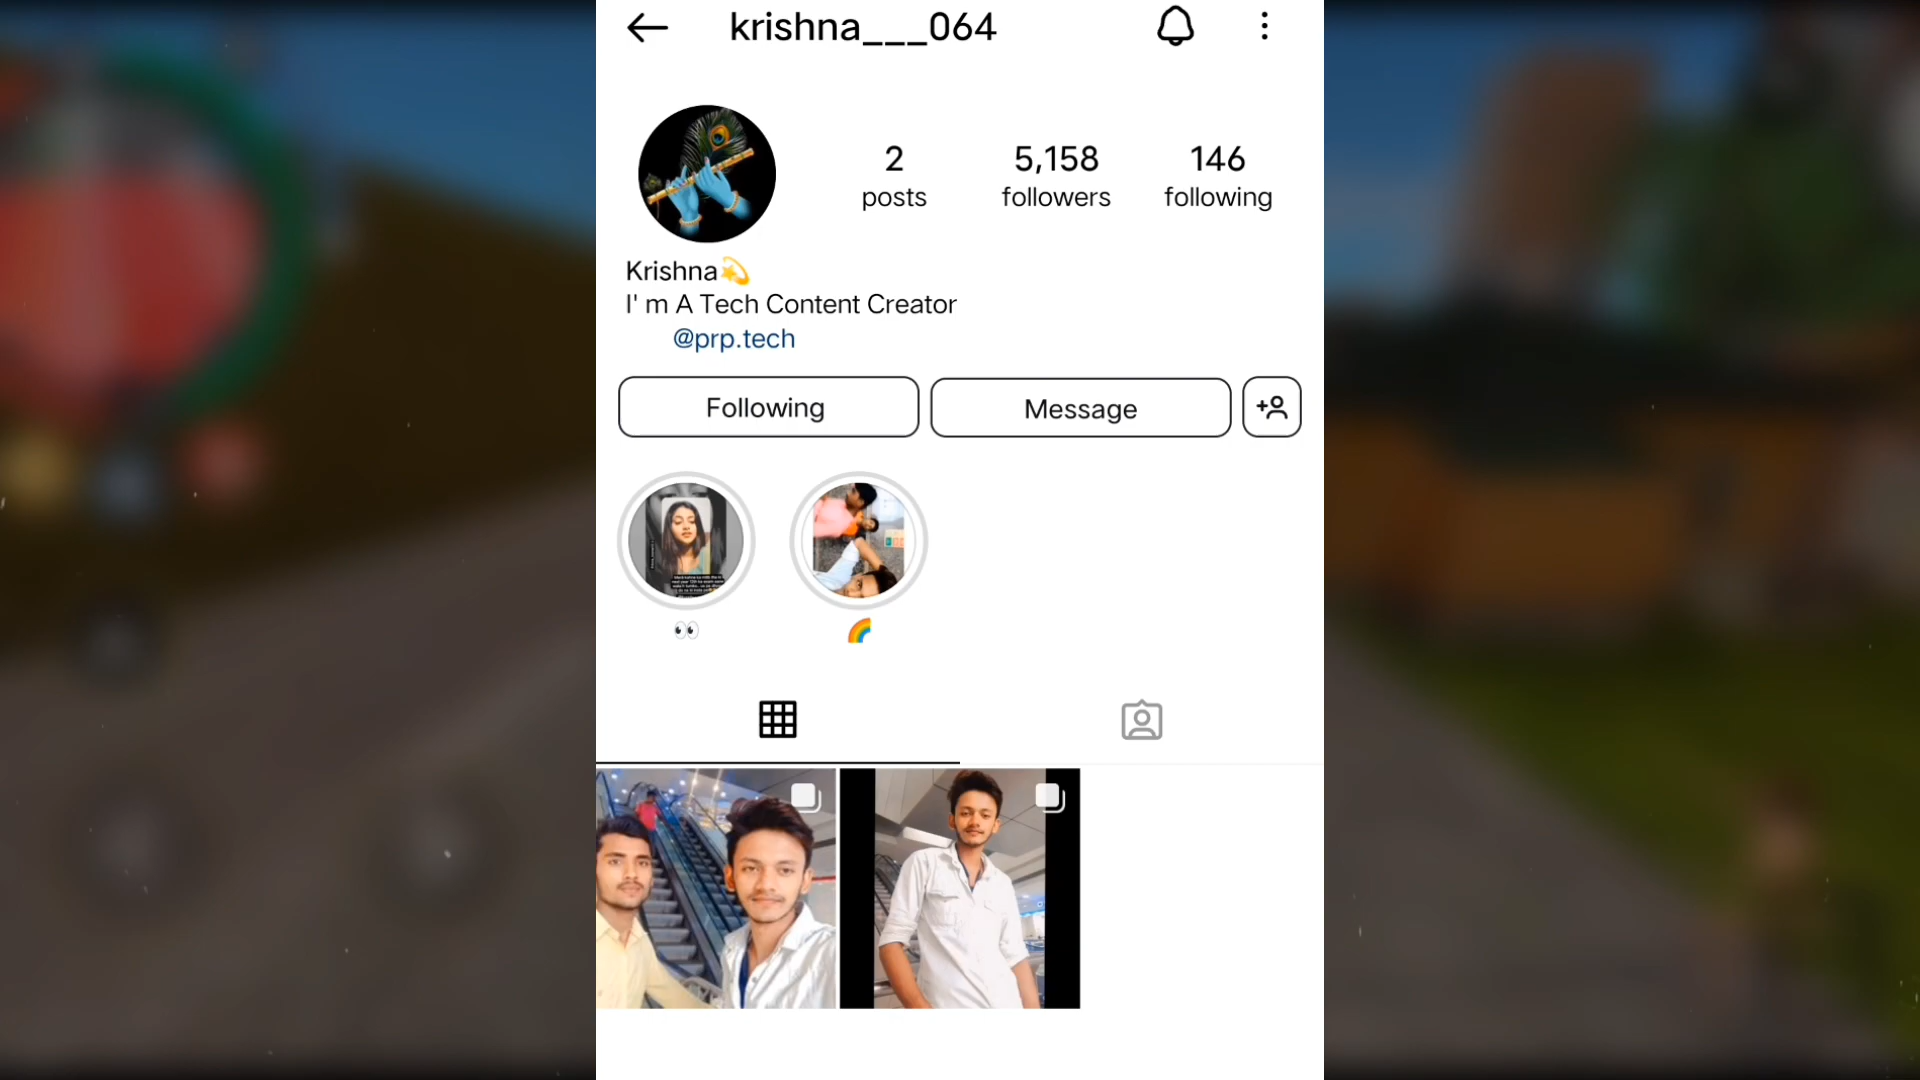 krishna___064
2
posts
5,158
followers
146
following
Krishna💫
I' m A Tech Content Creator
@prp.tech
Following
Message
👀
🌈